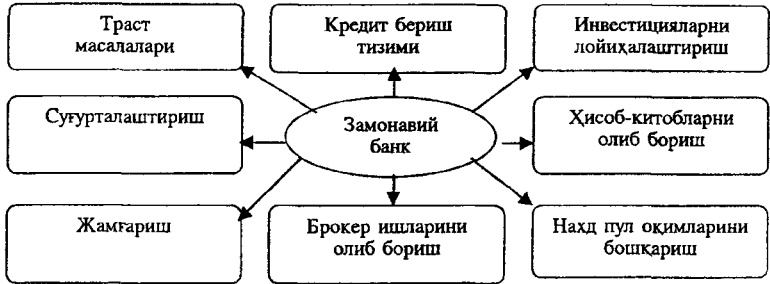 Траст
масалалари
Кредит бериш
тизими
Инвестицияларни
лойиҳалаштириш
Суғурталаштириш
Замонавий
банк
Ҳисоб-китобларни
олиб бориш
Жамғариш
Брокер ишларини
олиб бориш
Нахд пул оқимларини
бошқариш